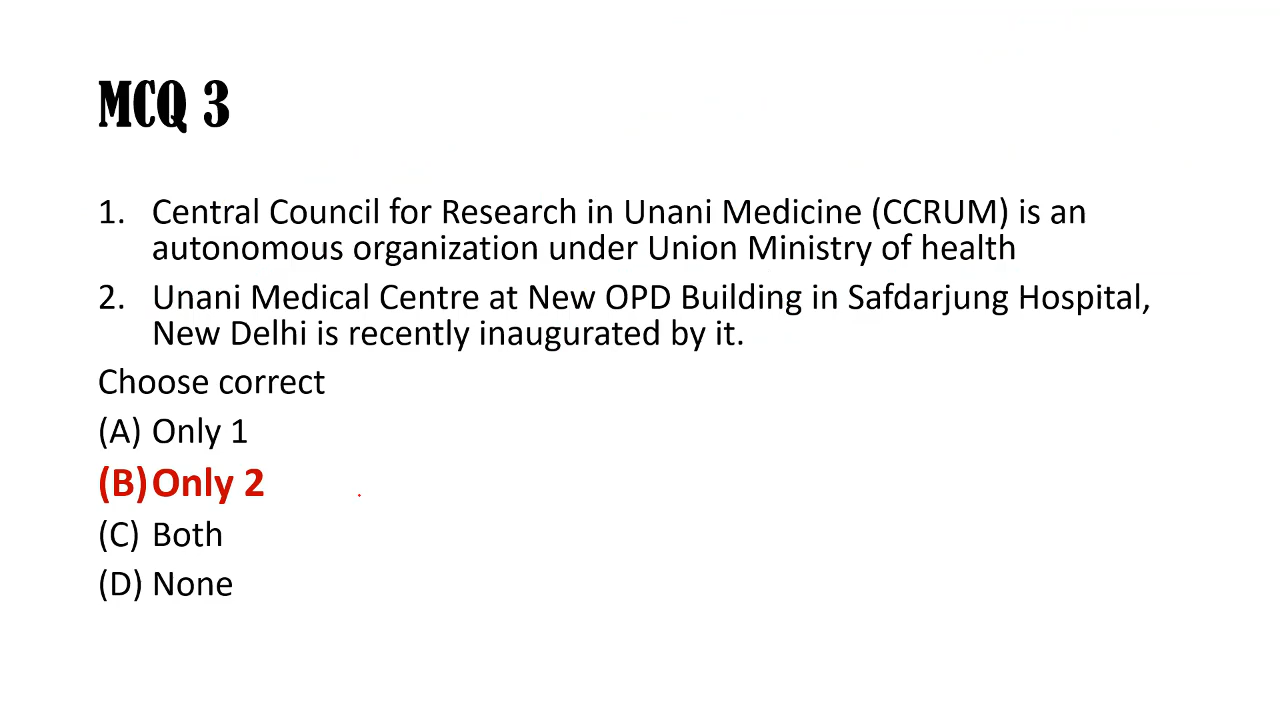 MCQ 3
1. Central Council for Research in Unani Medicine (CCRUM) is an
autonomous organization under Union Ministry of health
2. Unani Medical Centre at New OPD Building in Safdarjung Hospital,
New Delhi is recently inaugurated by it.
Choose correct
(A) Only 1
(B) Only 2
(C) Both
(D) None